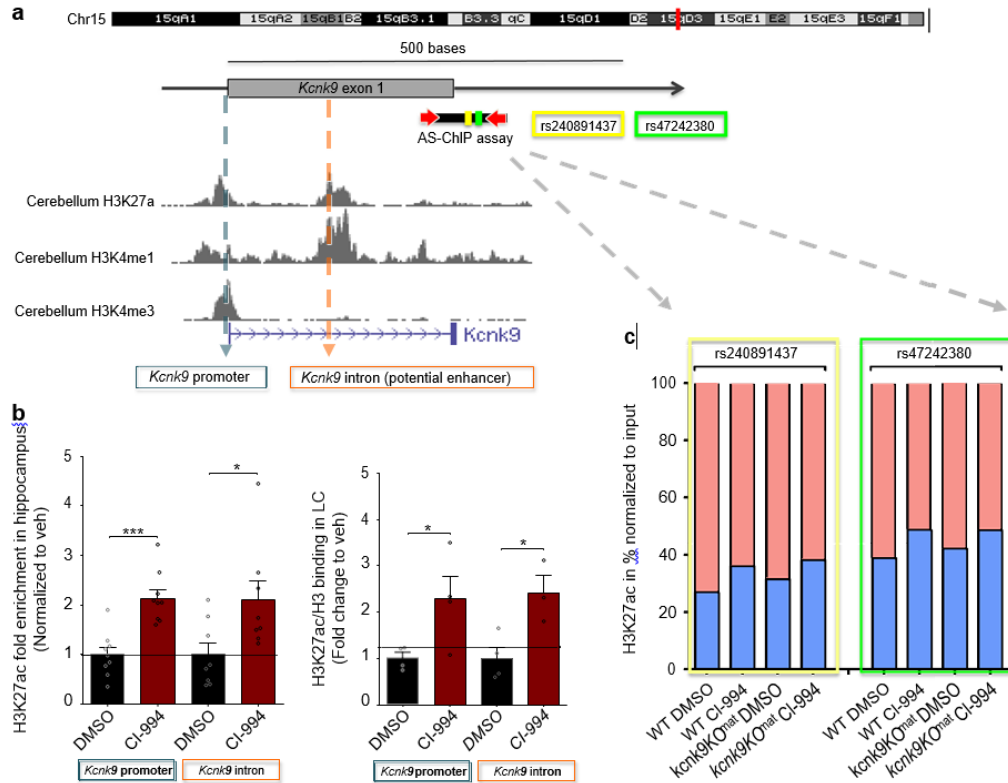 a
Chr15
15qA1
15qA2
15qB1
B2
15qB3.1
B3.3
qC
15qD1
D2
15qD3
15qE1
E2
15qE3
15qF1
500 bases
Kcnk9 exon 1
AS-ChIP assay
rs240891437
rs47242380
Cerebellum H3K27a
Cerebellum H3K4me1
Cerebellum H3K4me3
Kcnk9
Kcnk9 promoter
Kcnk9 intron (potential enhancer)
b
H3K27ac fold enrichment in hippocampus
(Normalized to veh)
5
4
3
2
1
0
***
*
DMSO
CI-994
DMSO
CI-994
Kcnk9 promoter
Kcnk9 intron
H3K27ac/H3 binding in LC
(Fold change to veh)
5
4
3
2
1
0
*
*
DMSO
CI-994
DMSO
CI-994
Kcnk9 promoter
Kcnk9 intron
c
rs240891437
rs47242380
H3K27ac in % normalized to input
100
80
60
40
20
0
WT DMSO
WT CI-994
kcnk9KOmat DMSO
kcnk9KOmat CI-994
WT DMSO
WT CI-994
kcnk9KOmat DMSO
kcnk9KOmat CI-994